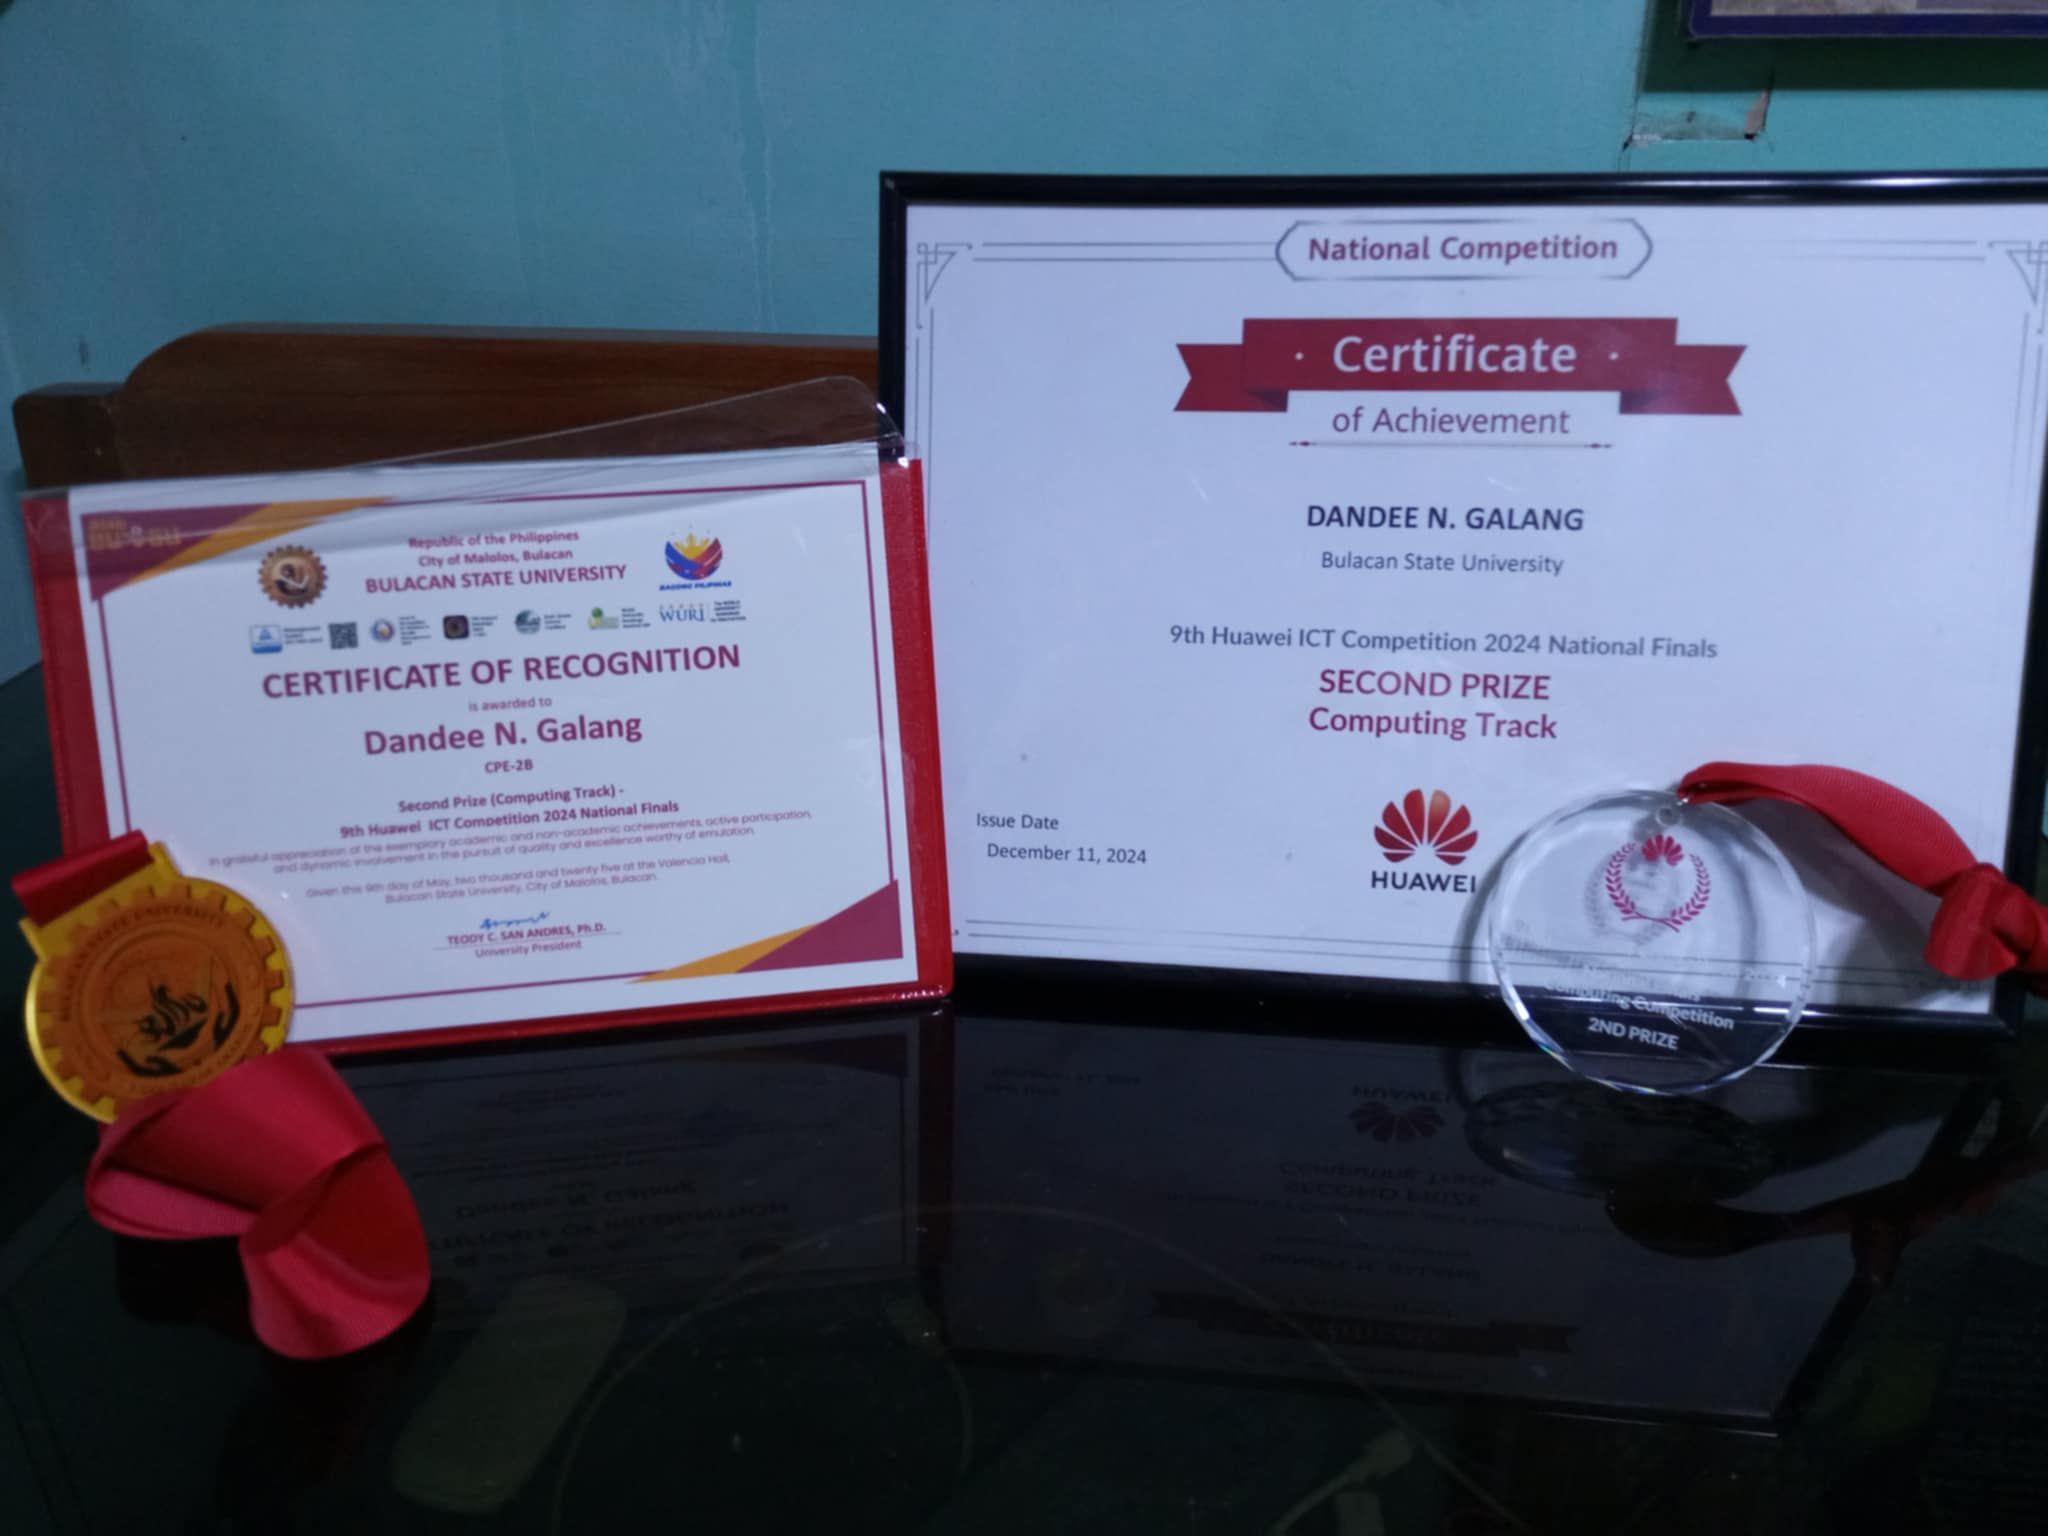 Republic of the Philippines
City of Malolos, Bulacan
BULACAN STATE UNIVERSITY
BAGONG PILIPINAS
WURI
CERTIFICATE OF RECOGNITION
is awarded to
Dandee N. Galang
CPE-2B
Second Prize (Computing Track) -
9th Huawei ICT Competition 2024 National Finals
In grateful appreciation of the exemplary academic and non-academic achievements, active participation,
and dynamic involvement in the pursuit of quality and excellence worthy of emulation.
Given this 9th day of May, two thousand and twenty five at the Valencia Hall,
Bulacan State University, City of Malolos, Bulacan.
TEODY C. SAN ANDRES, Ph.D.
University President
BULACAN STATE UNIVERSITY
National Competition
Certificate
of Achievement
DANDEE N. GALANG
Bulacan State University
9th Huawei ICT Competition 2024 National Finals
SECOND PRIZE
Computing Track
Issue Date
December 11, 2024
HUAWEI
2024
Computing Competition
2ND PRIZE